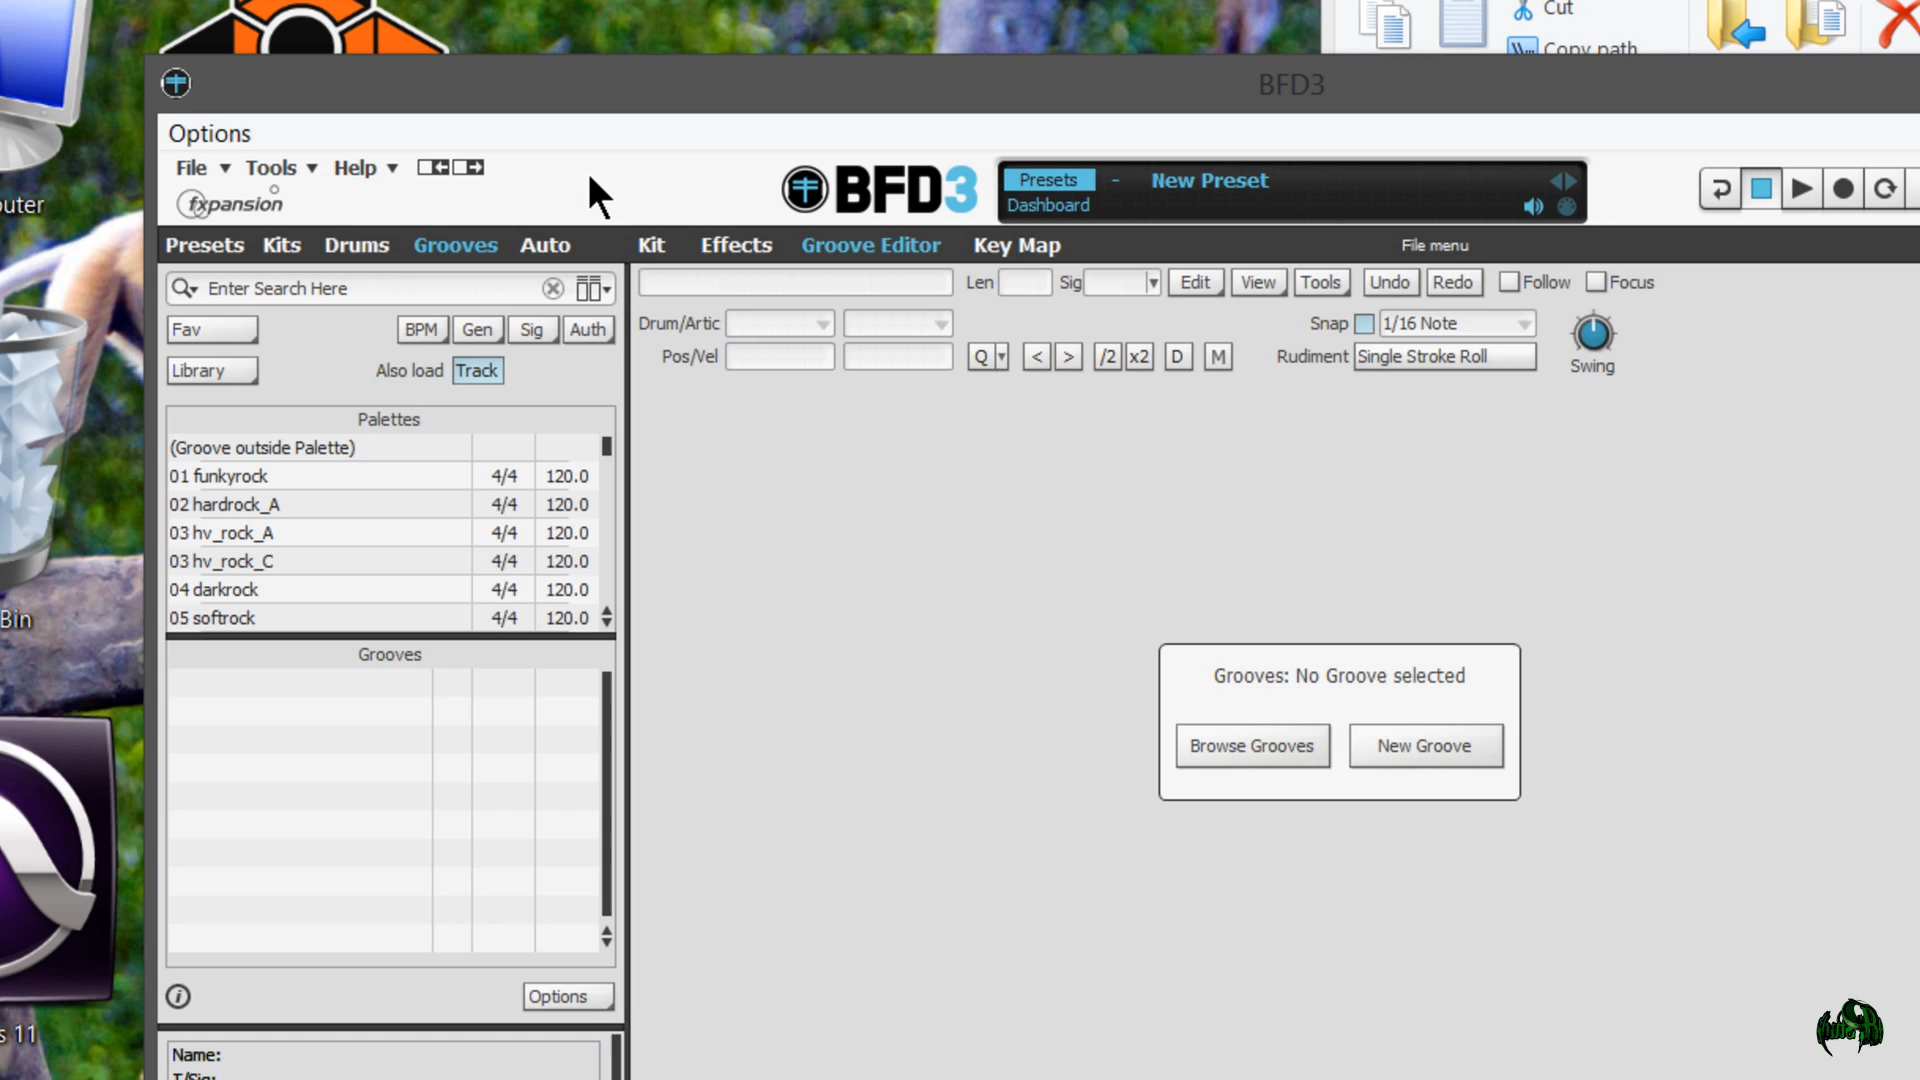 Cut
Copy path
BFD3
Options
File Tools Help
fxpansion
BFD3
Presets - New Preset
Dashboard
Presets Kits Drums Grooves Auto
Kit Effects Groove Editor Key Map File menu
Enter Search Here
Len Sig Edit View Tools Undo Redo Follow Focus
Fav BPM Gen Sig Auth
Drum/Artic Snap 1/16 Note
Pos/Vel Q < > /2 x2 D M Rudiment Single Stroke Roll Swing
Library Also load Track
Palettes
(Groove outside Palette)
01 funkyrock 4/4 120.0
02 hardrock_A 4/4 120.0
03 hv_rock_A 4/4 120.0
03 hv_rock_C 4/4 120.0
04 darkrock 4/4 120.0
05 softrock 4/4 120.0
Bin
Grooves
Grooves: No Groove selected
Browse Grooves New Groove
Options
s 11
Name:
T/Sig: